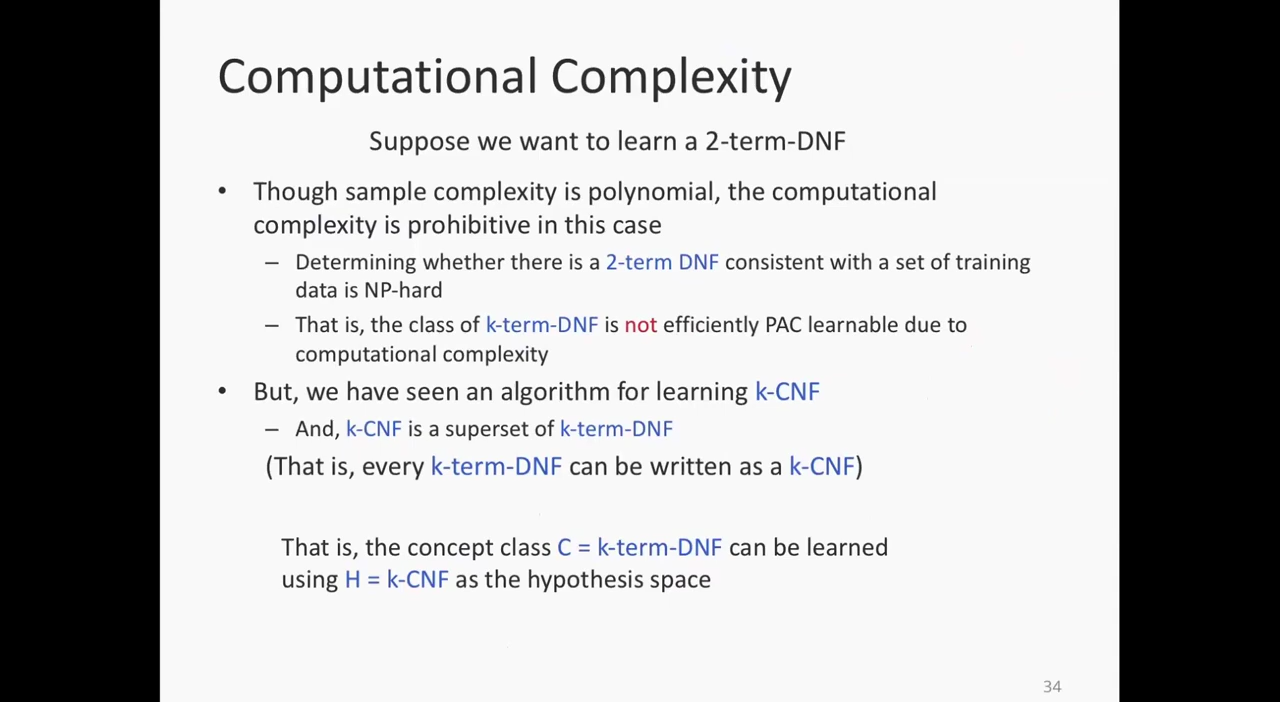 Computational Complexity
Suppose we want to learn a 2-term-DNF
• Though sample complexity is polynomial, the computational
complexity is prohibitive in this case
– Determining whether there is a 2-term DNF consistent with a set of training
data is NP-hard
– That is, the class of k-term-DNF is not efficiently PAC learnable due to
computational complexity
• But, we have seen an algorithm for learning k-CNF
– And, k-CNF is a superset of k-term-DNF
(That is, every k-term-DNF can be written as a k-CNF)
That is, the concept class C = k-term-DNF can be learned
using H = k-CNF as the hypothesis space
34